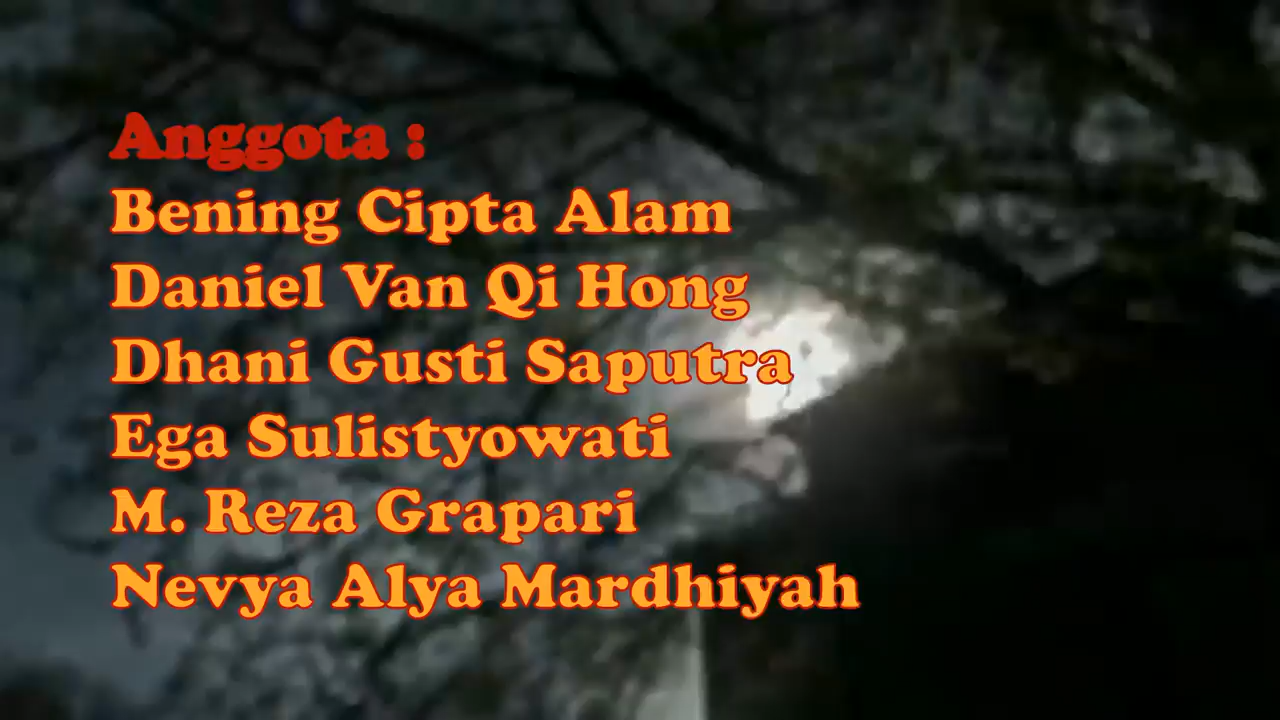 Anggota :
Bening Cipta Alam
Daniel Van Qi Hong
Dhani Gusti Saputra
Ega Sulistyowati
M. Reza Grapari
Nevya Alya Mardhiyah